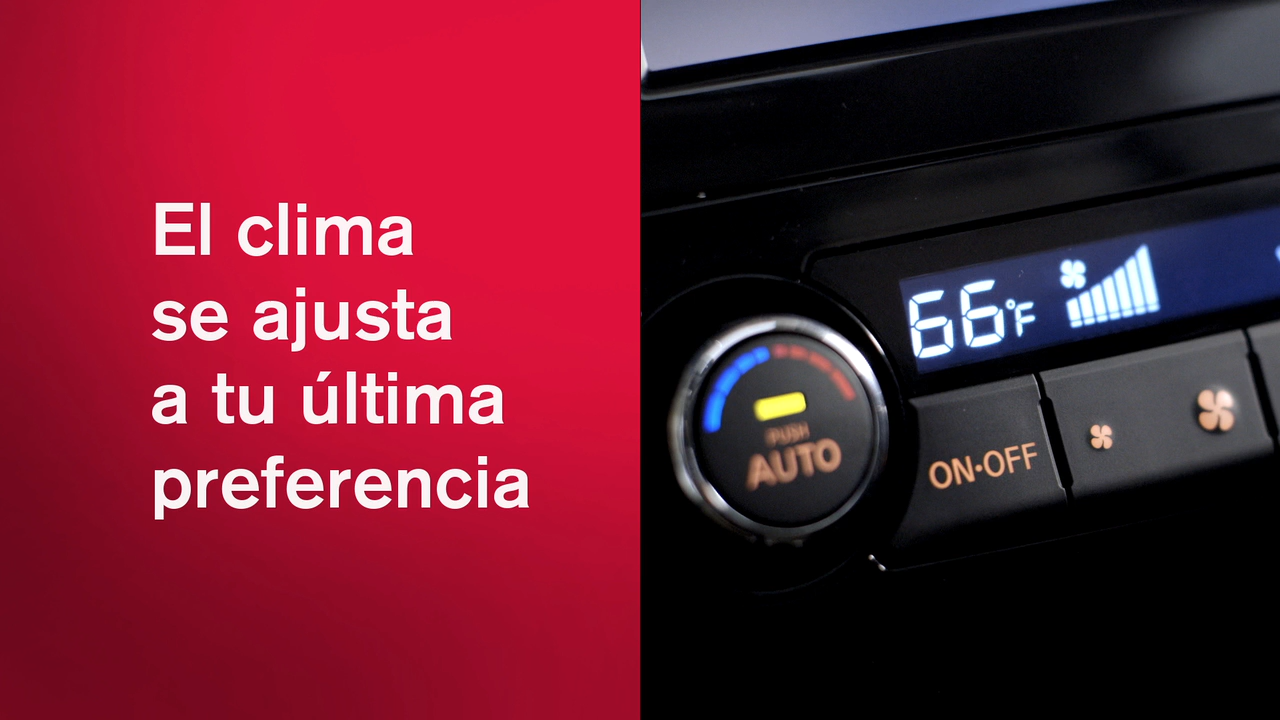 El clima
se ajusta
a tu última
preferencia
66°F
PUSH
AUTO
ON•OFF